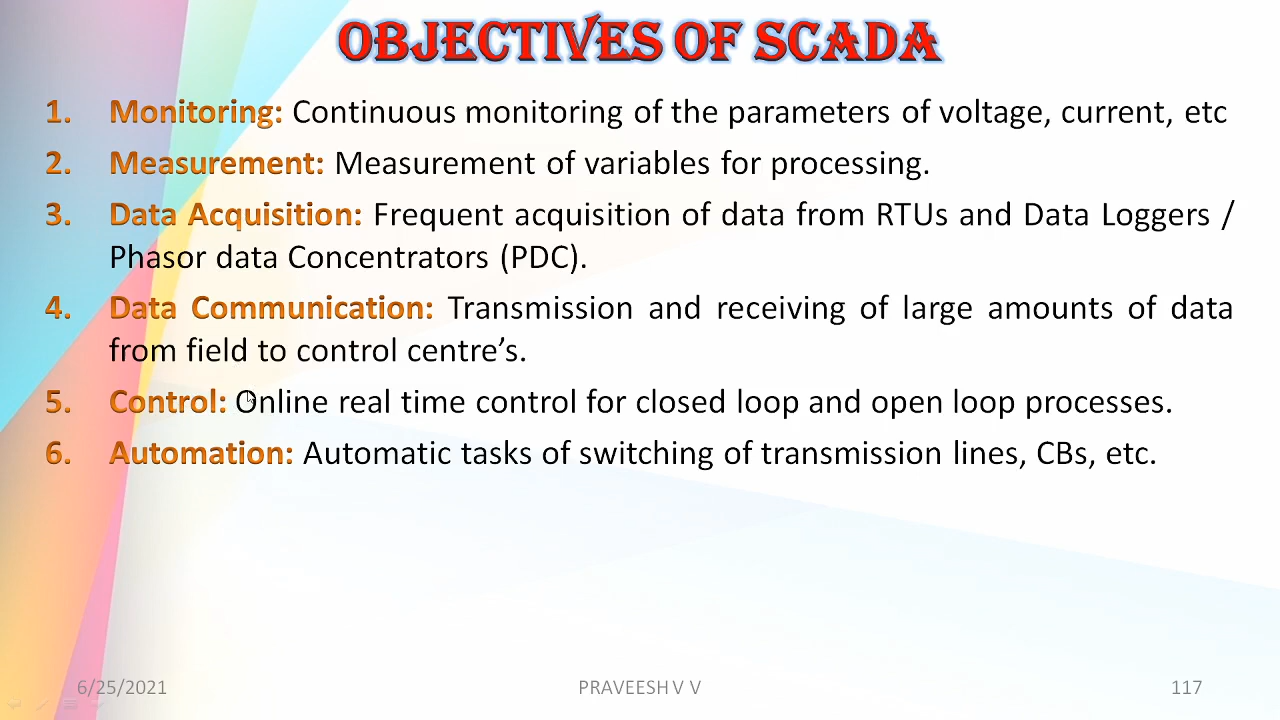 OBJECTIVES OF SCADA
1. Monitoring: Continuous monitoring of the parameters of voltage, current, etc
2. Measurement: Measurement of variables for processing.
3. Data Acquisition: Frequent acquisition of data from RTUs and Data Loggers /
Phasor data Concentrators (PDC).
4. Data Communication: Transmission and receiving of large amounts of data
from field to control centre’s.
5. Control: Online real time control for closed loop and open loop processes.
6. Automation: Automatic tasks of switching of transmission lines, CBs, etc.
6/25/2021 PRAVEESH V V 117